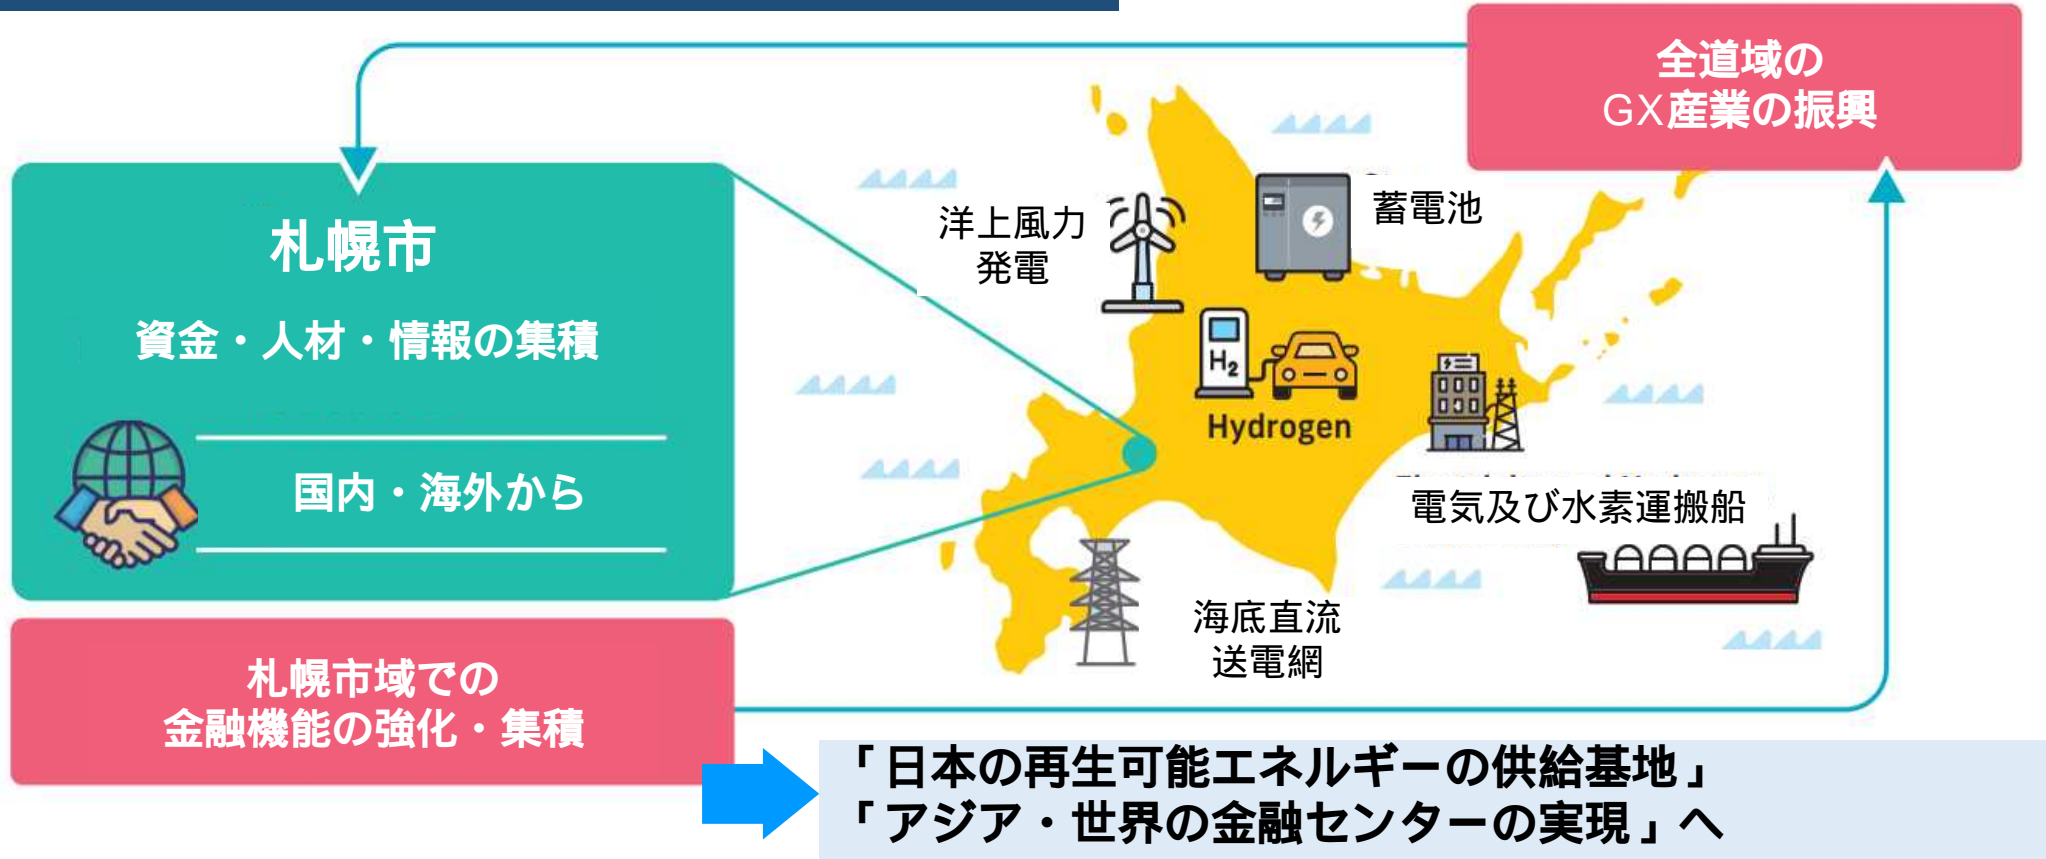 全道域の
GX産業の振興
札幌市
資金・人材・情報の集積
国内・海外から
洋上風力
発電
蓄電池
H₂
Hydrogen
電気及び水素運搬船
海底直流
送電網
札幌市域での
金融機能の強化・集積
「日本の再生可能エネルギーの供給基地」
「アジア・世界の金融センターの実現」へ